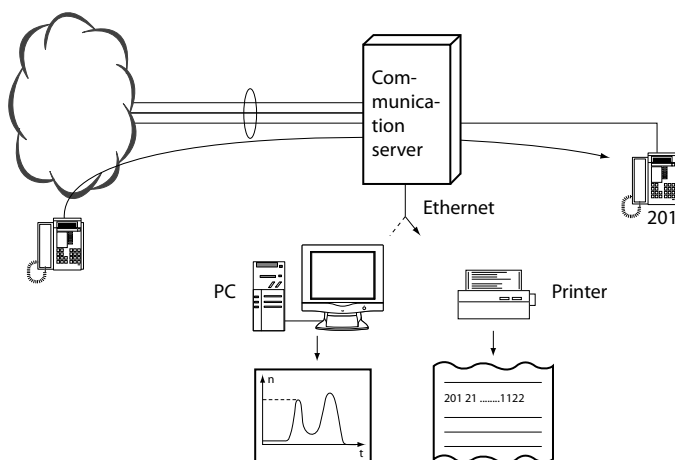 Com-
munica-
tion
server
201
Ethernet
PC
Printer
n
t
201 21 ........1122